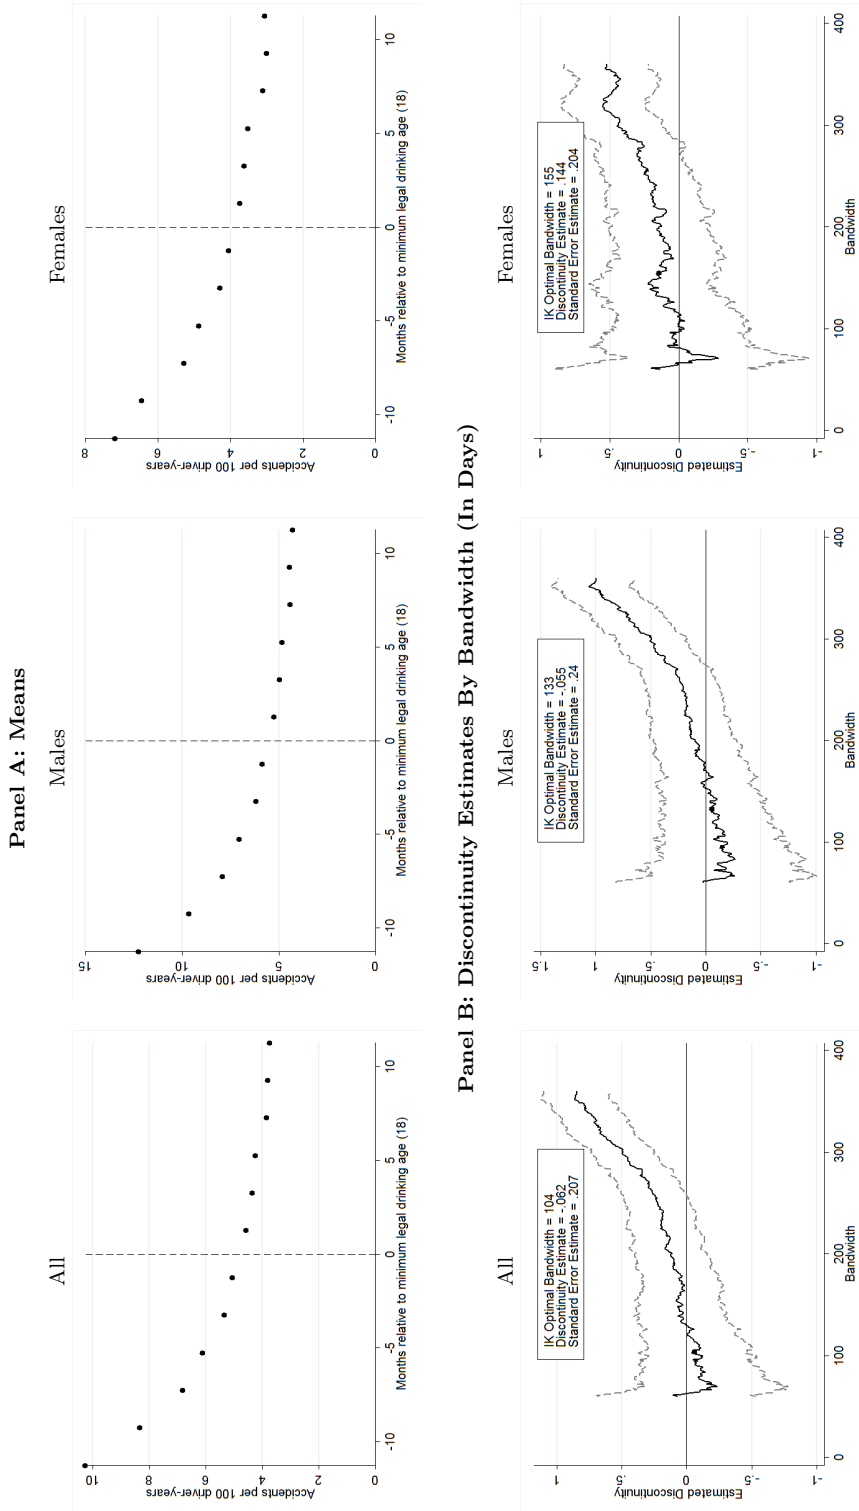 Panel A: Means
All
Accidents per 100 driver-years
0
2
4
6
8
10
-10
-5
0
5
10
Months relative to minimum legal drinking age (18)
Males
Accidents per 100 driver-years
0
5
10
15
-10
-5
0
5
10
Months relative to minimum legal drinking age (18)
Females
Accidents per 100 driver-years
0
2
4
6
8
-10
-5
0
5
10
Months relative to minimum legal drinking age (18)
Panel B: Discontinuity Estimates By Bandwidth (In Days)
All
IK Optimal Bandwidth = 104
Discontinuity Estimate = -.062
Standard Error Estimate = .207
Estimated Discontinuity
-1
-.5
0
.5
1
0
100
200
300
400
Bandwidth
Males
IK Optimal Bandwidth = 133
Discontinuity Estimate = -.055
Standard Error Estimate = .24
Estimated Discontinuity
-1
-.5
0
.5
1
1.5
0
100
200
300
400
Bandwidth
Females
IK Optimal Bandwidth = 155
Discontinuity Estimate = .144
Standard Error Estimate = .204
Estimated Discontinuity
-1
-.5
0
.5
1
0
100
200
300
400
Bandwidth